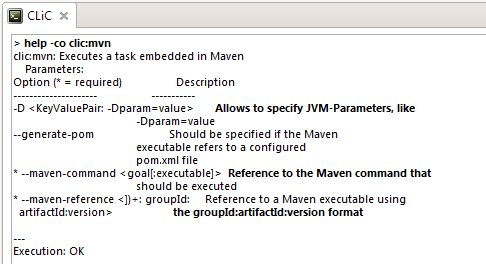 CLiC
> help -co clic:mvn
clic:mvn: Executes a task embedded in Maven
Parameters:
Option (* = required) Description
--------------------- -----------
-D <KeyValuePair: -Dparam=value> Allows to specify JVM-Parameters, like
-Dparam=value
--generate-pom Should be specified if the Maven
executable refers to a configured
pom.xml file
* --maven-command <goal[:executable]> Reference to the Maven command that
should be executed
* --maven-reference <])+: groupId: Reference to a Maven executable using
artifactId:version> the groupId:artifactId:version format
---
Execution: OK